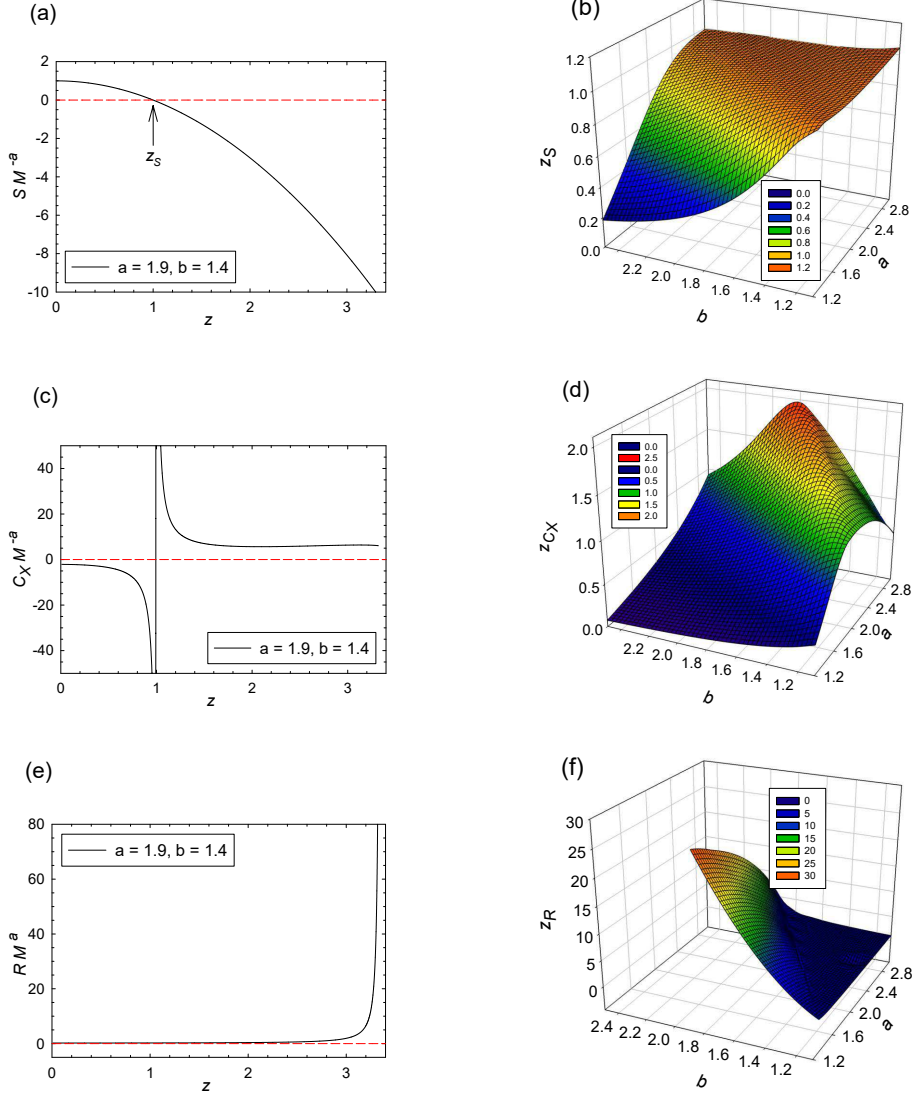 (a)
2
0
-2
-4
-6
-8
-10
S M^-a
z_S
a = 1.9, b = 1.4
0 1 2 3
z
(b)
1.2
1.0
0.8
0.6
0.4
0.2
0.0
z_S
0.0
0.2
0.4
0.6
0.8
1.0
1.2
2.2 2.0 1.8 1.6 1.4 1.2
b
1.2 1.6 2.0 2.4 2.8
a
(c)
40
20
0
-20
-40
C_X M^-a
a = 1.9, b = 1.4
0 1 2 3
z
(d)
2.0
1.5
1.0
0.5
0.0
z_CX
0.0
2.5
0.0
0.5
1.0
1.5
2.0
2.2 2.0 1.8 1.6 1.4 1.2
b
1.2 1.6 2.0 2.4 2.8
a
(e)
80
60
40
20
0
R M^a
a = 1.9, b = 1.4
0 1 2 3
z
(f)
30
25
20
15
10
5
0
z_R
0
5
10
15
20
25
30
2.4 2.2 2.0 1.8 1.6 1.4 1.2
b
1.2 1.6 2.0 2.4 2.8
a